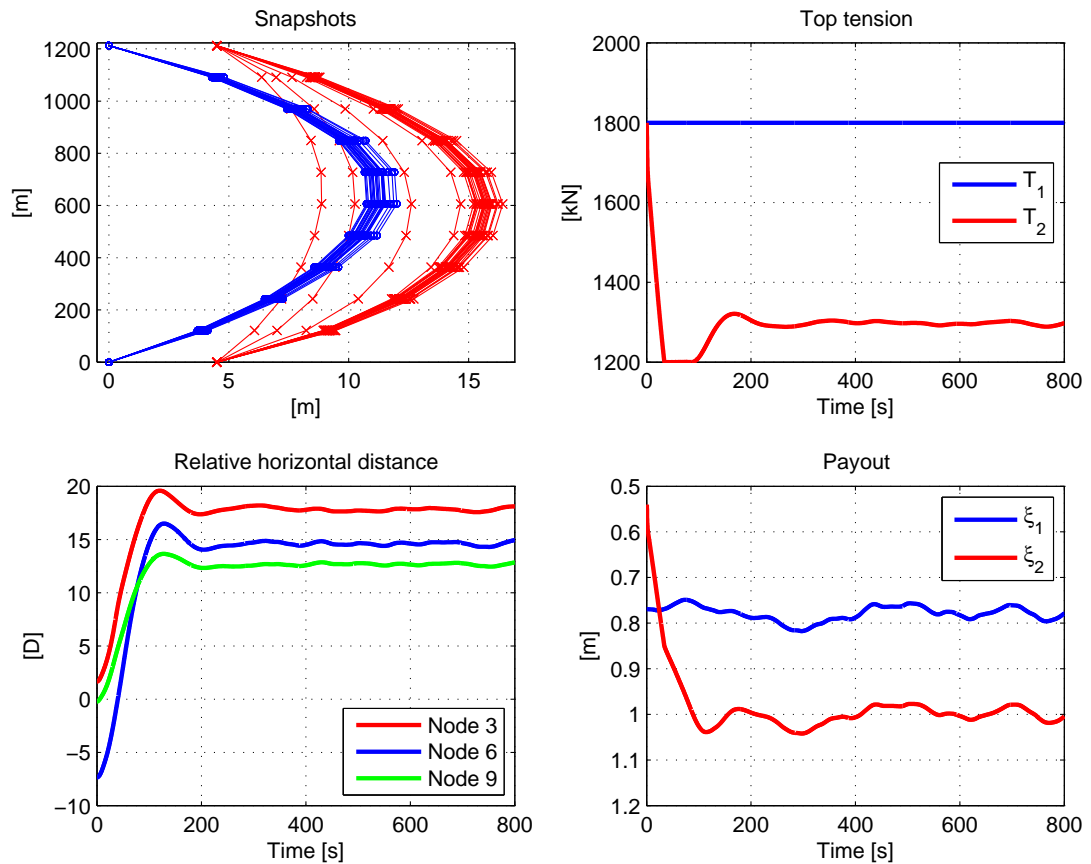 Snapshots
1200
1000
800
600
400
200
0
[m]
0
5
10
15
[m]
Top tension
2000
1800
1600
1400
1200
[kN]
T1
T2
0
200
400
600
800
Time [s]
Relative horizontal distance
20
15
10
5
0
−5
−10
[D]
Node 3
Node 6
Node 9
0
200
400
600
800
Time [s]
Payout
0.5
0.6
0.7
0.8
0.9
1
1.1
1.2
[m]
ξ1
ξ2
0
200
400
600
800
Time [s]